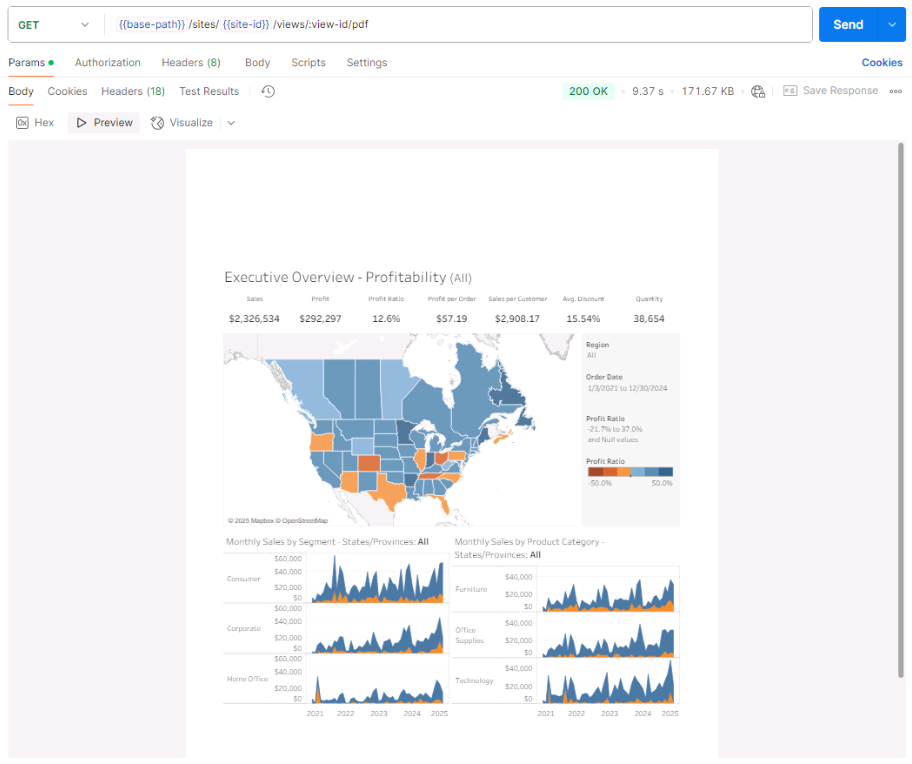 GET {{base-path}} /sites/ {{site-id}} /views/:view-id/pdf Send
Params Authorization Headers (8) Body Scripts Settings Cookies
Body Cookies Headers (18) Test Results 200 OK • 9.37 s • 171.67 KB • Save Response
0x Hex Preview Visualize
Executive Overview - Profitability (All)
Sales Profit Profit Ratio Profit per Order Sales per Customer Avg. Discount Quantity
$2,326,534 $292,297 12.6% $57.19 $2,908.17 15.54% 38,654
Region
All
Order Date
1/3/2021 to 12/30/2024
Profit Ratio
-21.7% to 37.0%
and Null values
Profit Ratio
-50.0% 50.0%
© 2025 Mapbox © OpenStreetMap
Monthly Sales by Segment - States/Provinces: All
Consumer
$60,000
$40,000
$20,000
$0
Corporate
$60,000
$40,000
$20,000
$0
Home Office
$60,000
$40,000
$20,000
$0
2021 2022 2023 2024 2025
Monthly Sales by Product Category -
States/Provinces: All
Furniture
$40,000
$20,000
$0
Office
Supplies
$40,000
$20,000
$0
Technology
$40,000
$20,000
$0
2021 2022 2023 2024 2025